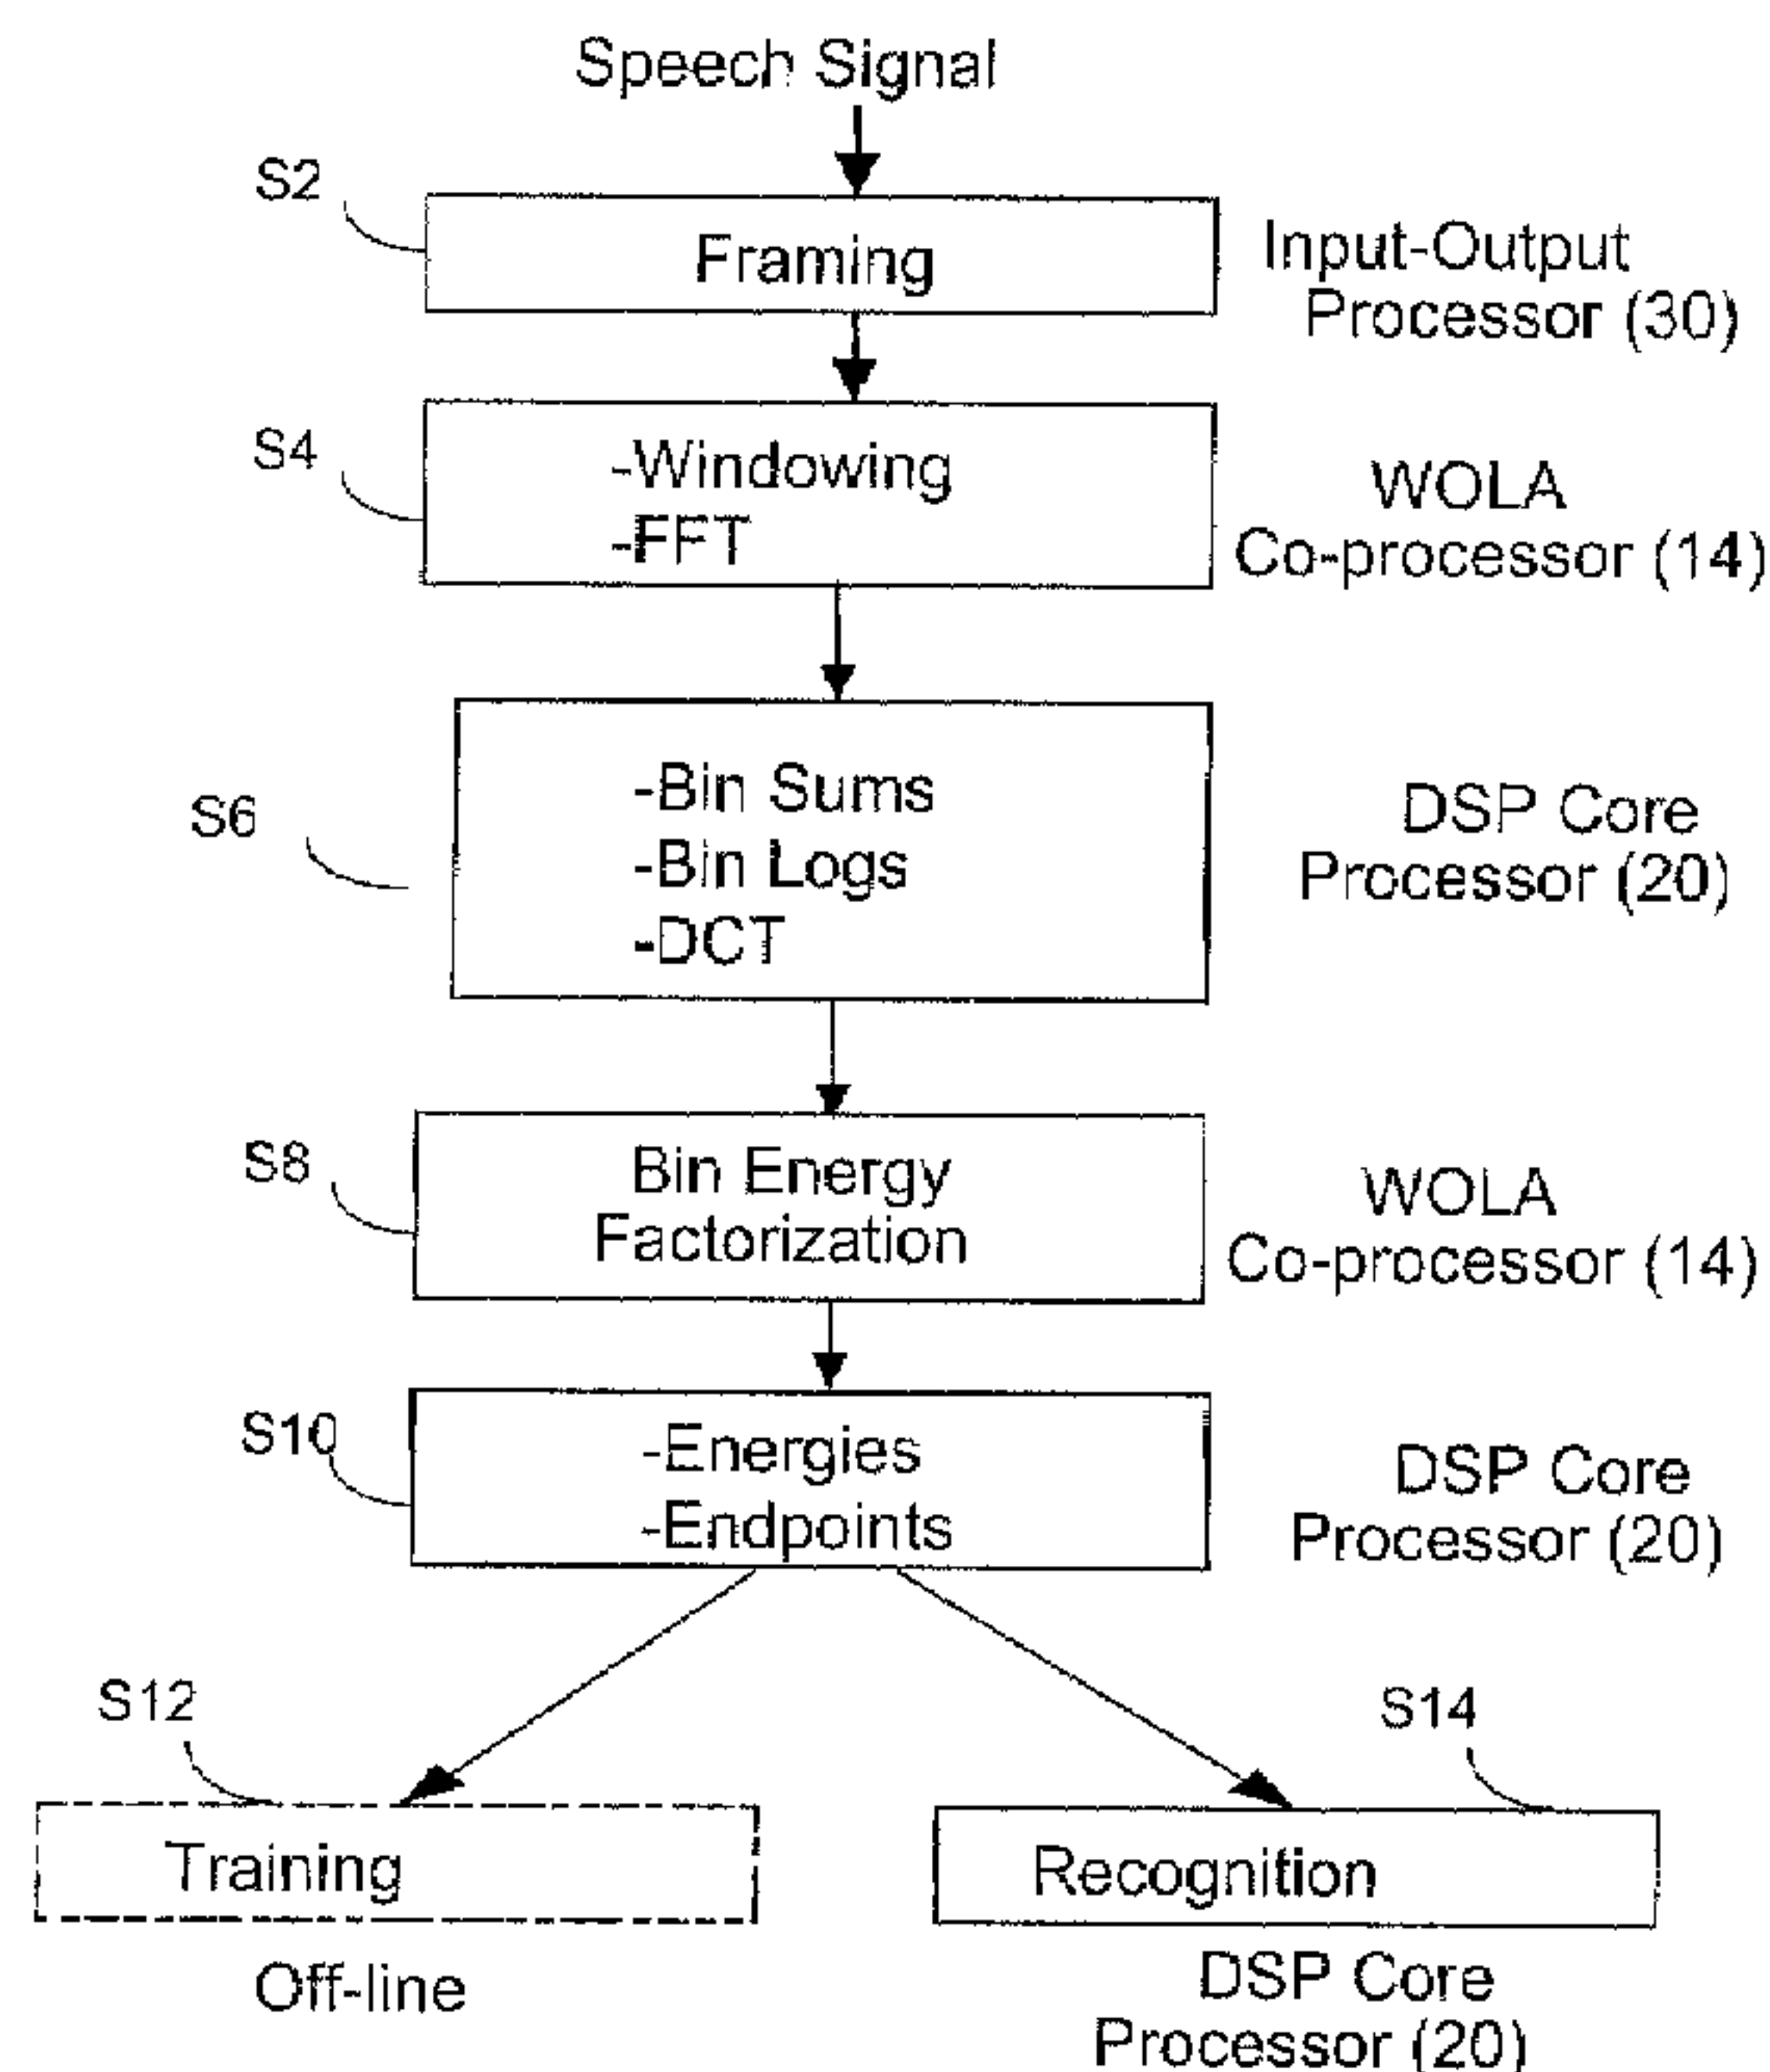 Speech Signal
S2
Framing
Input-Output
Processor (30)
S4
-Windowing
-FFT
WOLA
Co-processor (14)
S6
-Bin Sums
-Bin Logs
-DCT
DSP Core
Processor (20)
S8
Bin Energy
Factorization
WOLA
Co-processor (14)
S10
-Energies
-Endpoints
DSP Core
Processor (20)
S12
S14
Training
Recognition
Off-line
DSP Core
Processor (20)